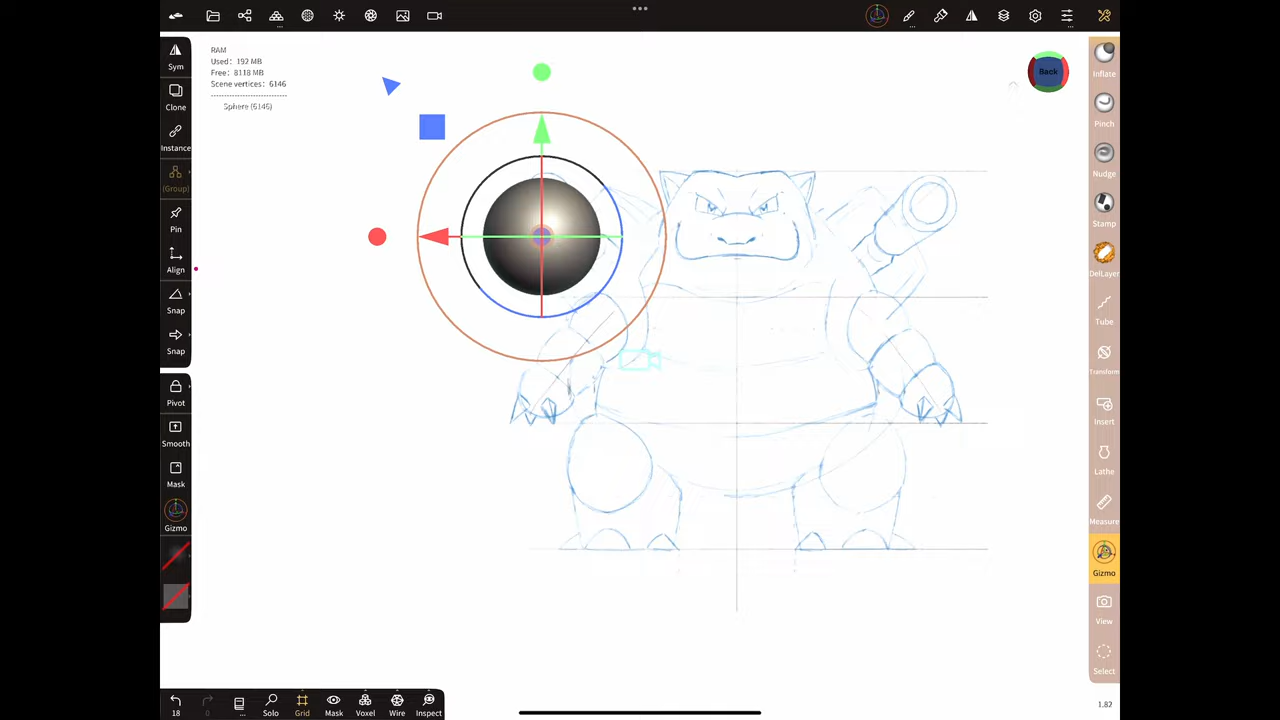 RAM
Used: 192 MB
Free: 8118 MB
Scene vertices: 6146
Sphere (6146)
Back
Sym
Clone
Instance
(Group)
Pin
Align
Snap
Snap
Pivot
Smooth
Mask
Gizmo
Inflate
Pinch
Nudge
Stamp
DelLayer
Tube
Transform
Insert
Lathe
Measure
Gizmo
View
Select
18
0
...
Solo
Grid
Mask
Voxel
Wire
Inspect
1.82